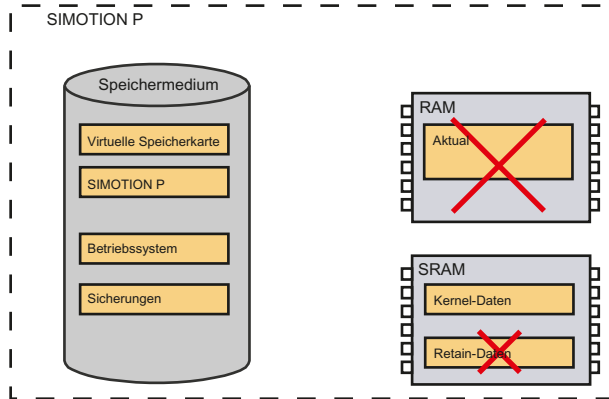 SIMOTION P
Speichermedium
Virtuelle Speicherkarte
SIMOTION P
Betriebssystem
Sicherungen
RAM
Aktual
SRAM
Kernel-Daten
Retain-Daten